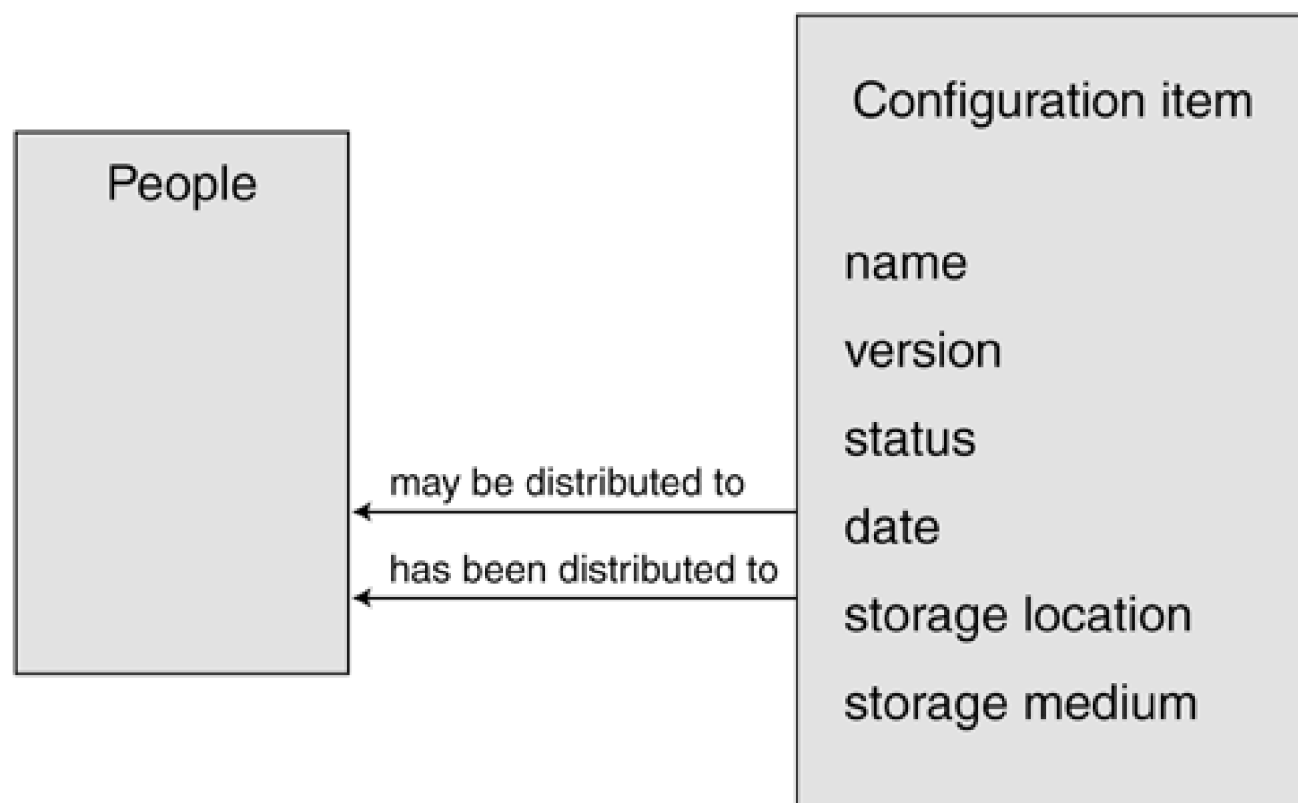 People
may be distributed to
has been distributed to
Configuration item
name
version
status
date
storage location
storage medium